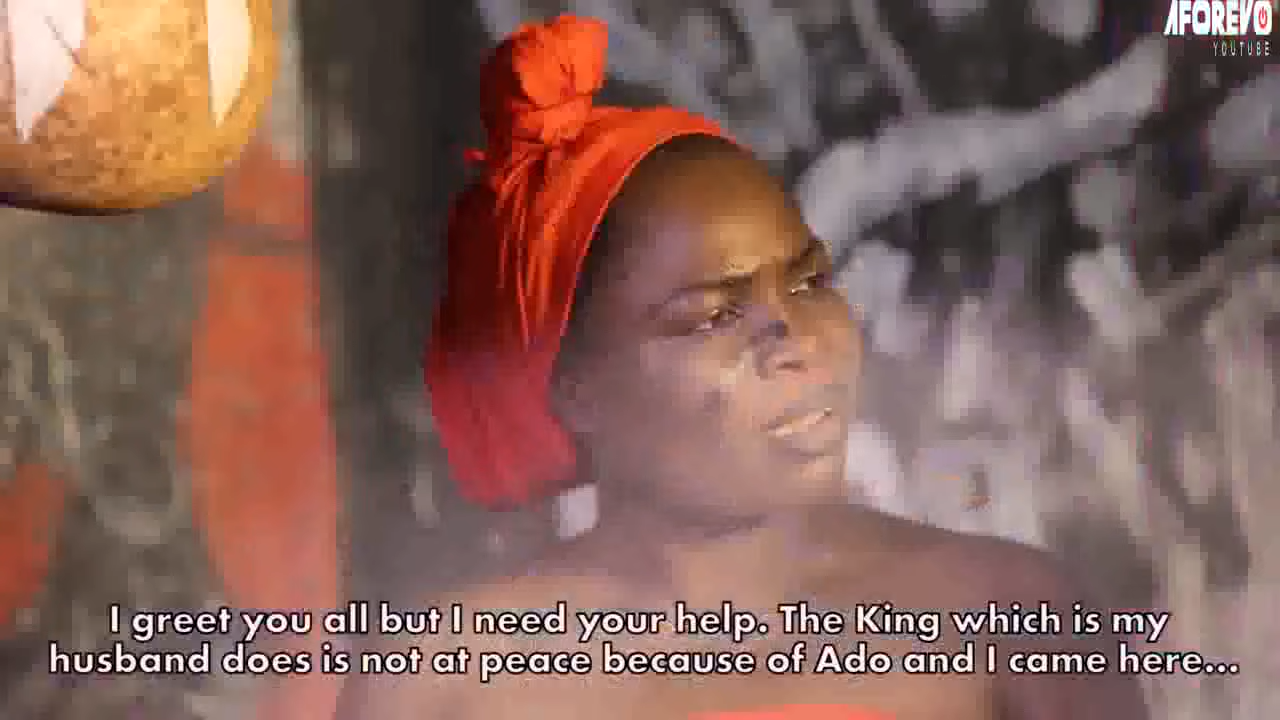 AFOREVO
YOUTUBE
I greet you all but I need your help. The King which is my
husband does is not at peace because of Ado and I came here...